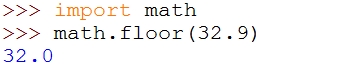 >>> import math
>>> math.floor(32.9)
32.0